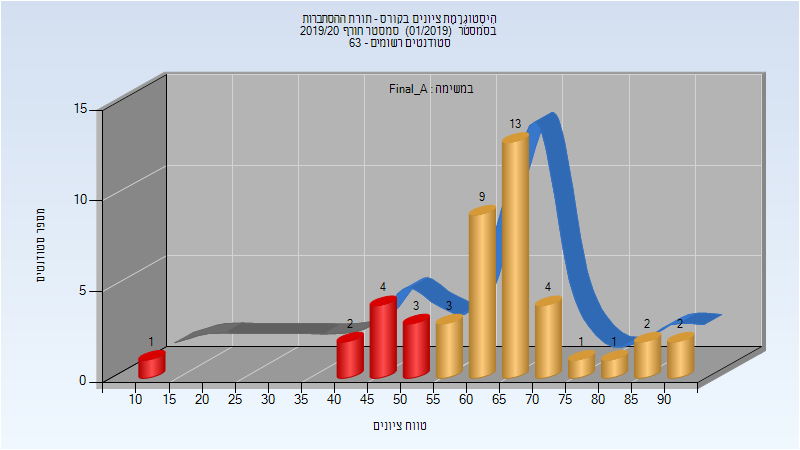 היסטוגרמת ציונים בקורס - תורת ההסתברות
בסמסטר (01/2019) סמסטר חורף 2019/20
סטודנטים רשומים - 63
במשימה : Final_A
מספר סטודנטים
15
10
5
0
1
2
4
3
3
9
13
4
1
1
2
2
10 15 20 25 30 35 40 45 50 55 60 65 70 75 80 85 90
טווח ציונים